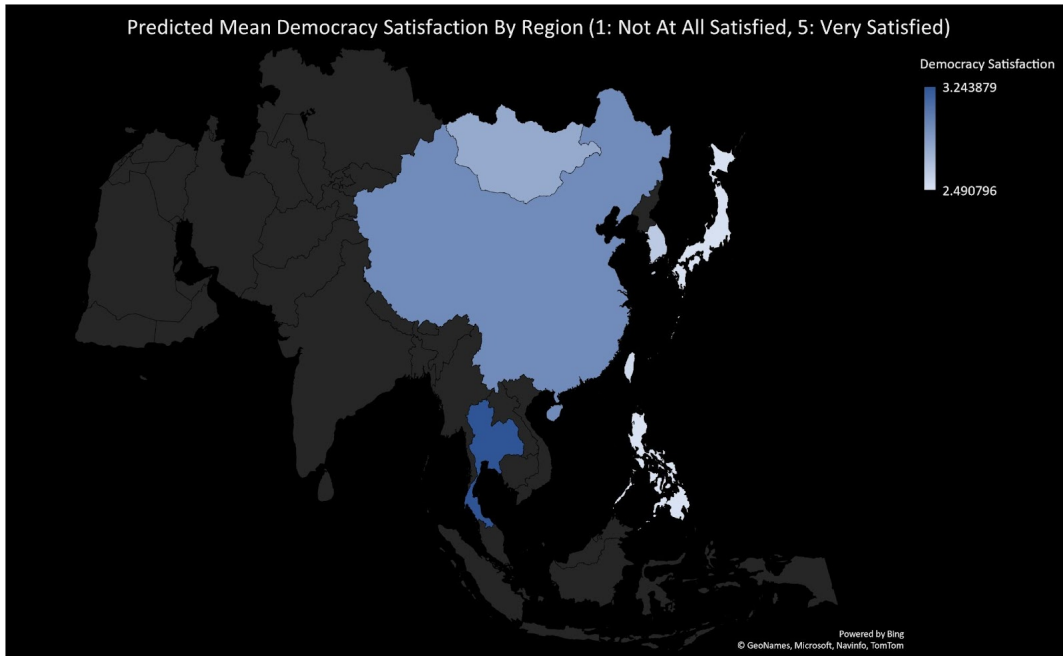 Predicted Mean Democracy Satisfaction By Region (1: Not At All Satisfied, 5: Very Satisfied)
Democracy Satisfaction
3.243879
2.490796
Powered by Bing
© GeoNames, Microsoft, Navinfo, TomTom